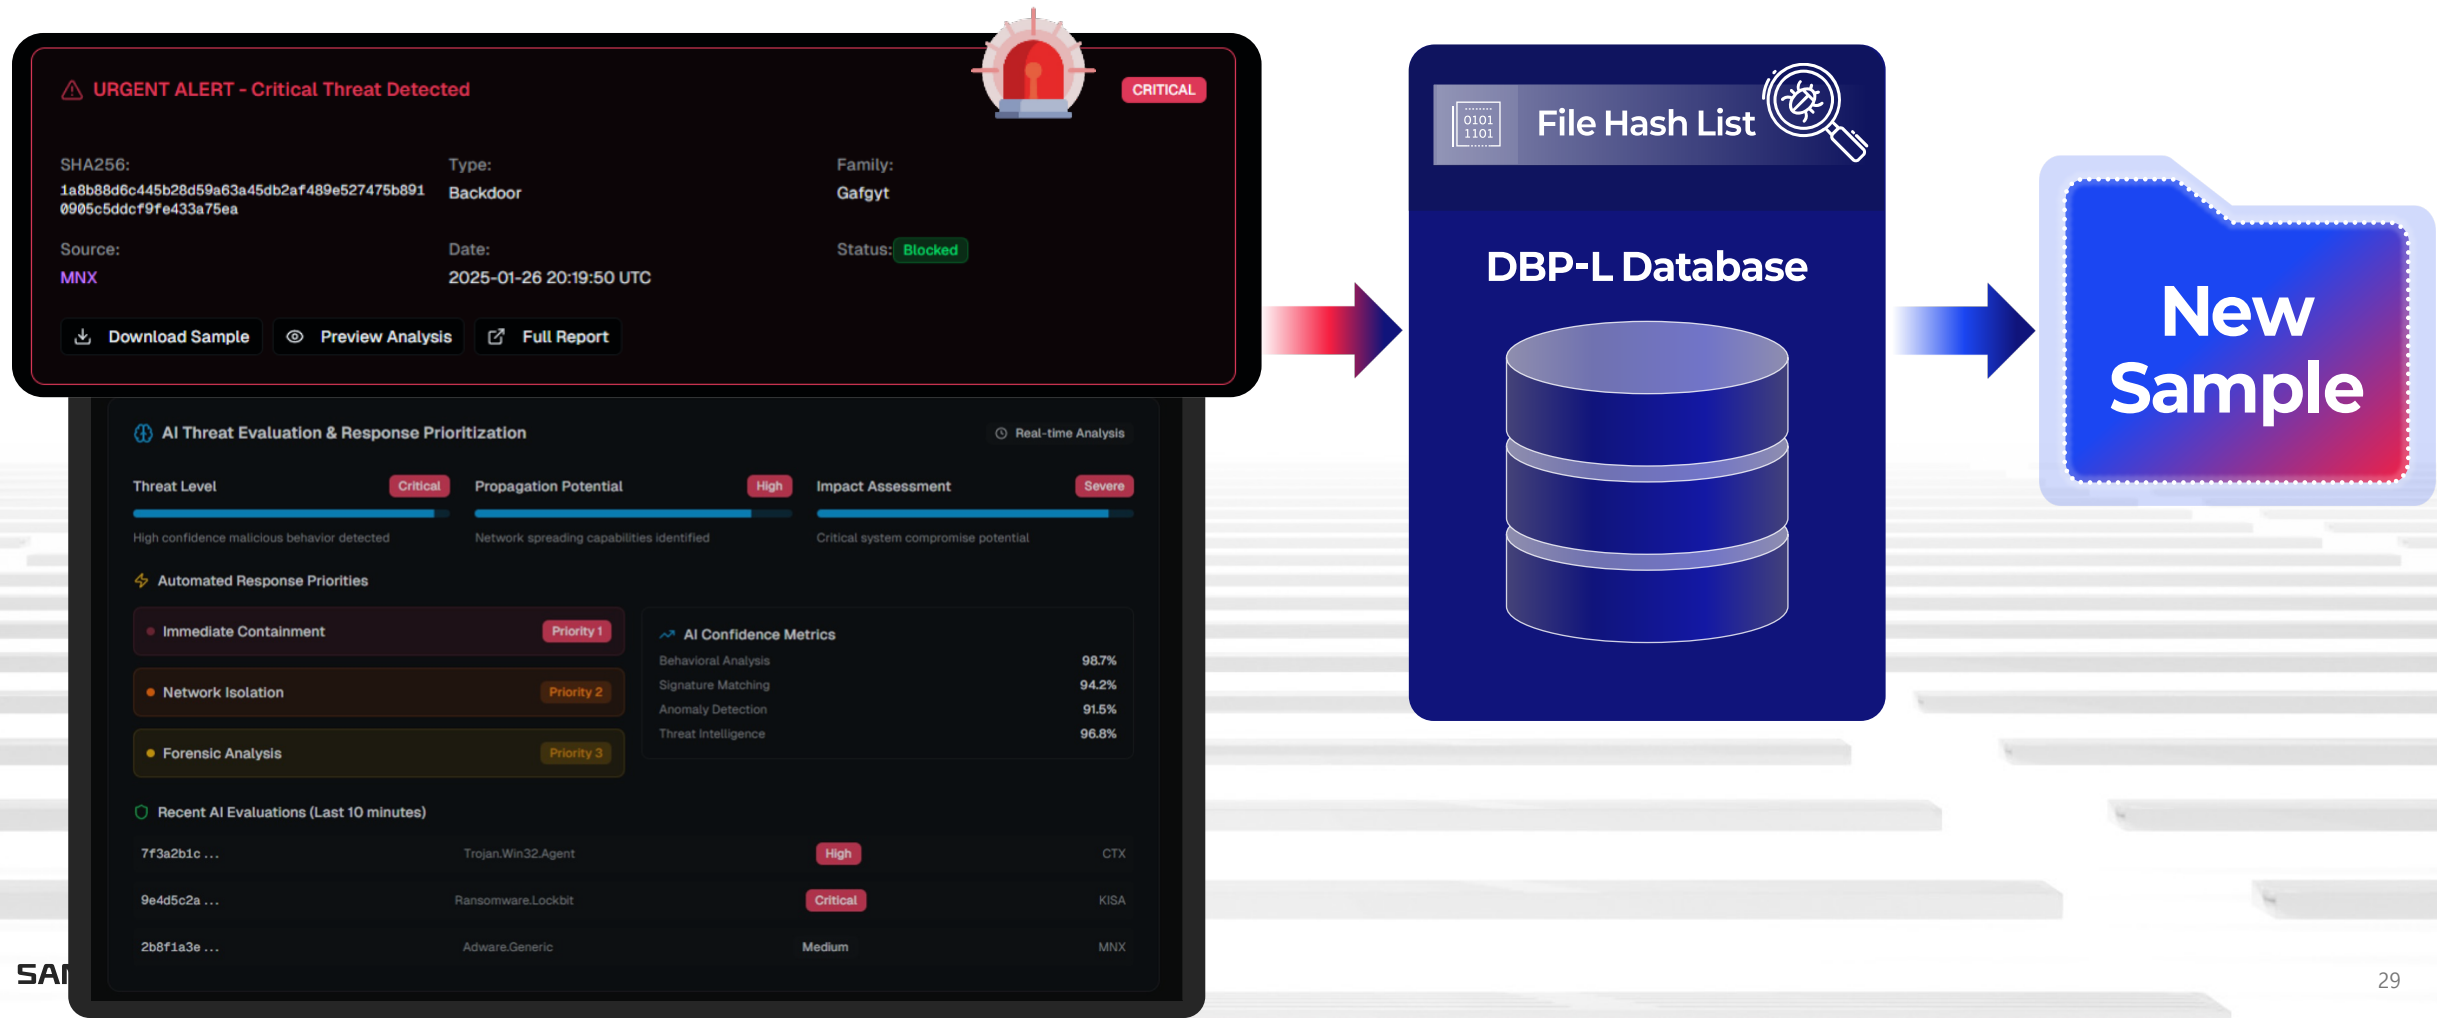 URGENT ALERT - Critical Threat Detected
CRITICAL
SHA256:
1a8b88d6c445b28d59a63a45db2af489e527475b891
0905c5ddcf9fe433a75ea
Type:
Backdoor
Family:
Gafgyt
Source:
MNX
Date:
2025-01-26 20:19:50 UTC
Status: Blocked
Download Sample
Preview Analysis
Full Report
AI Threat Evaluation & Response Prioritization
Real-time Analysis
Threat Level
Critical
High confidence malicious behavior detected
Propagation Potential
High
Network spreading capabilities identified
Impact Assessment
Severe
Critical system compromise potential
Automated Response Priorities
Immediate Containment
Priority 1
Network Isolation
Priority 2
Forensic Analysis
Priority 3
AI Confidence Metrics
Behavioral Analysis 98.7%
Signature Matching 94.2%
Anomaly Detection 91.5%
Threat Intelligence 96.8%
Recent AI Evaluations (Last 10 minutes)
7f3a2b1c ... Trojan.Win32.Agent High CTX
9e4d5c2a ... Ransomware.Lockbit Critical KISA
2b8f1a3e ... Adware.Generic Medium MNX
0101
1101
File Hash List
DBP-L Database
New
Sample
29